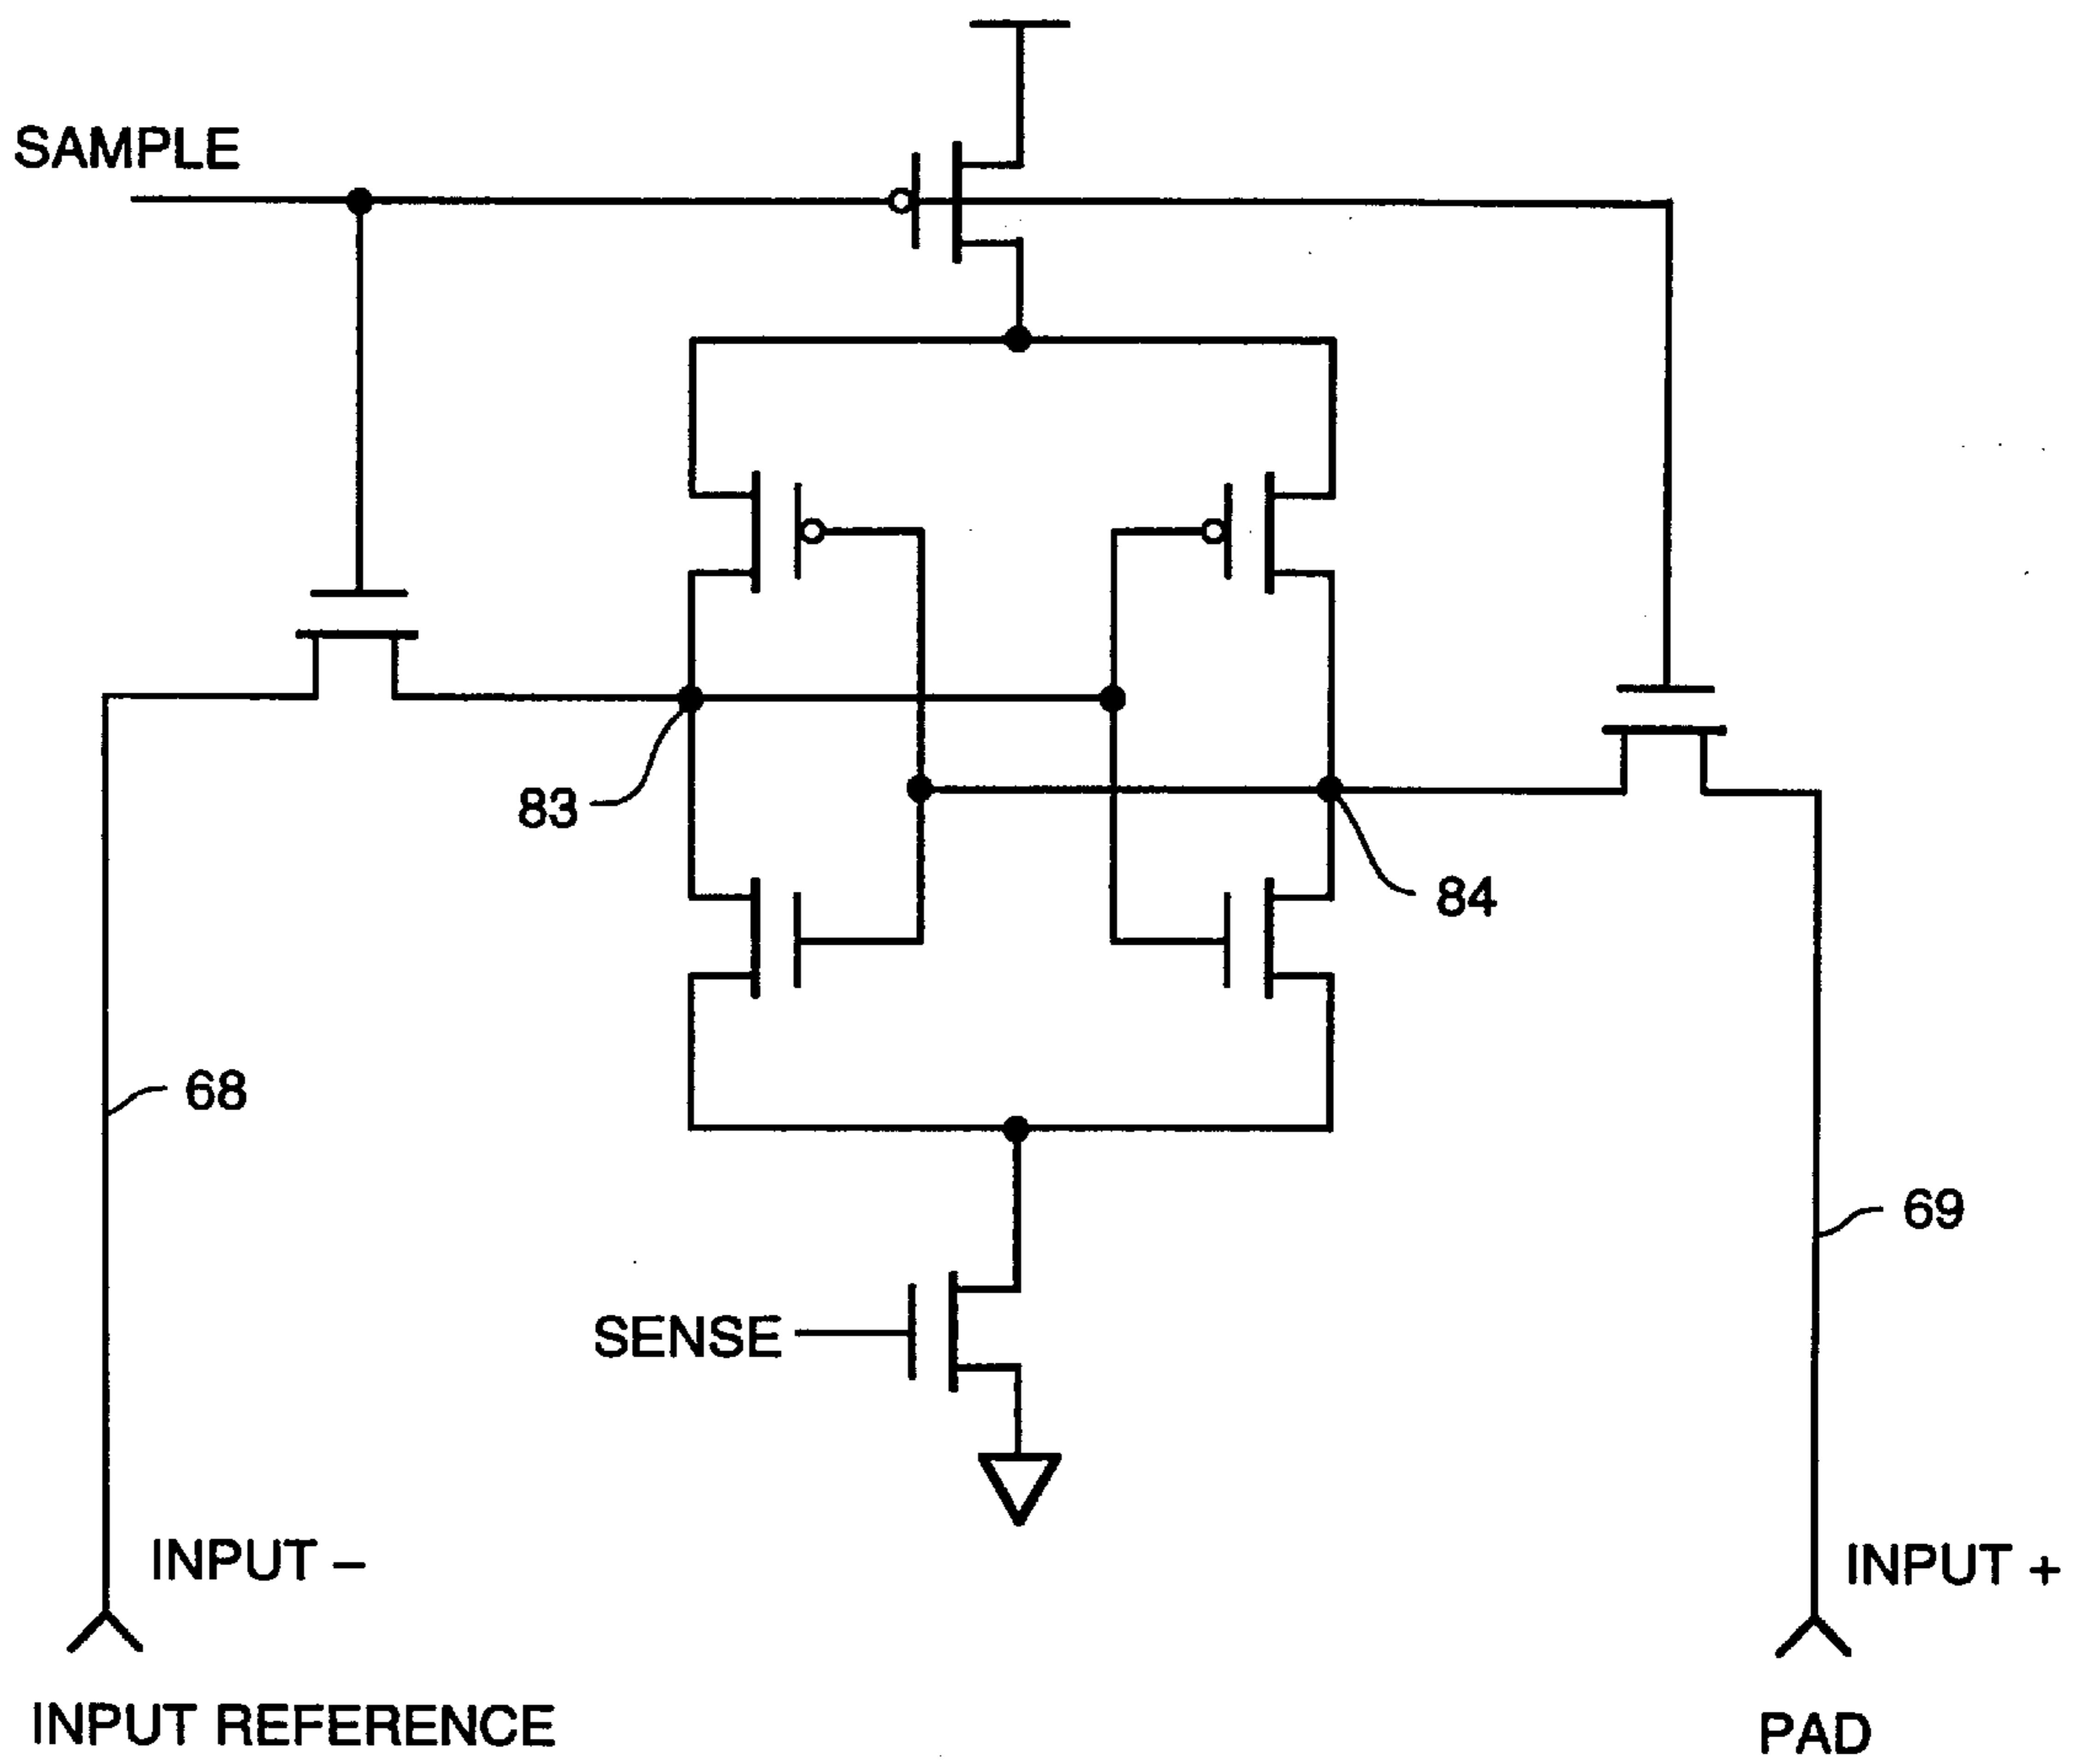 SAMPLE
83
84
68
69
SENSE
INPUT –
INPUT +
INPUT REFERENCE
PAD